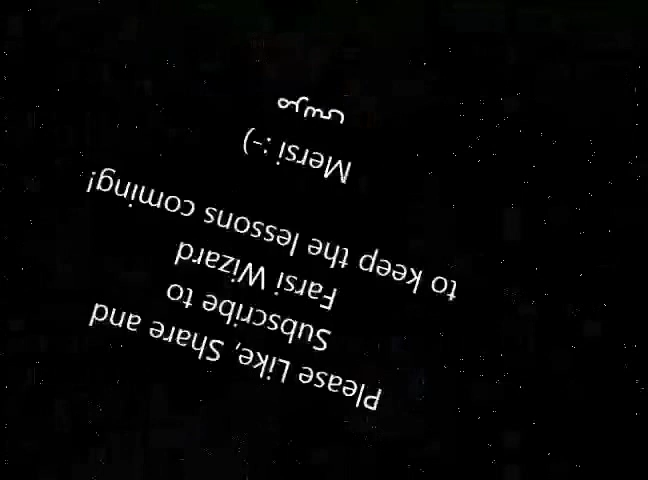 Please Like, Share and
Subscribe to
Farsi Wizard
to keep the lessons coming!
Mersi :-)
مرسی